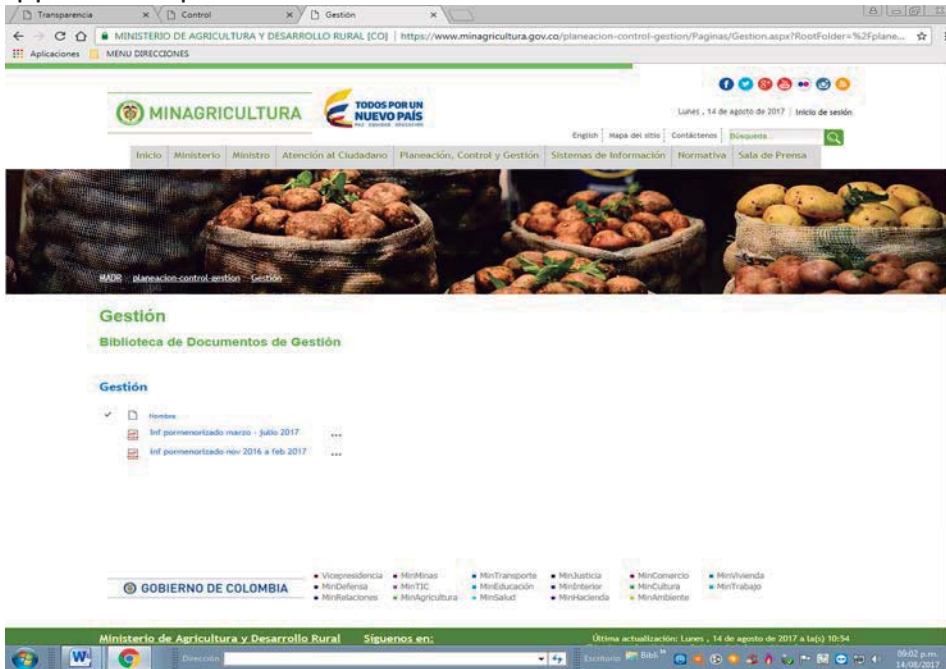 Transparencia
Control
Gestión
MINISTERIO DE AGRICULTURA Y DESARROLLO RURAL [CO] | https://www.minagricultura.gov.co/planeacion-control-gestion/Paginas/Gestion.aspx?RootFolder=%2Fplane...
Aplicaciones MENU DIRECCIONES
MINAGRICULTURA
TODOS POR UN
NUEVO PAÍS
PAZ EQUIDAD EDUCACIÓN
Lunes , 14 de agosto de 2017 | Inicio de sesión
English Mapa del sitio Contáctenos Búsqueda...
Inicio Ministerio Ministro Atención al Ciudadano Planeación, Control y Gestión Sistemas de Información Normativa Sala de Prensa
MADR planeacion-control-gestion Gestión
Gestión
Biblioteca de Documentos de Gestión
Gestión
Nombre
Inf pormenorizado marzo - julio 2017 ...
Inf pormenorizado nov 2016 a feb 2017 ...
GOBIERNO DE COLOMBIA
Vicepresidencia MinMinas MinTransporte MinJusticia MinComercio MinVivienda
MinDefensa MinTIC MinEducación MinInterior MinCultura MinTrabajo
MinRelaciones MinAgricultura MinSalud MinHacienda MinAmbiente
Ministerio de Agricultura y Desarrollo Rural Síguenos en: Última actualización: Lunes , 14 de agosto de 2017 a la(s) 10:54
Dirección Escritorio Bibli
09:02 p.m.
14/08/2017